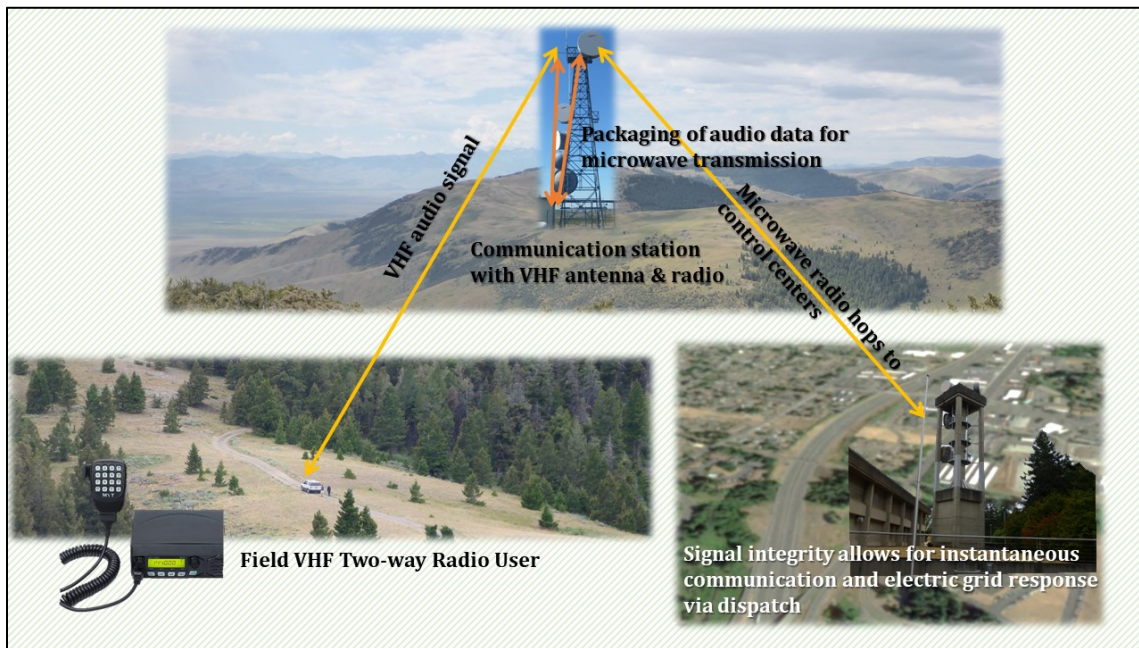 Packaging of audio data for
microwave transmission
VHF audio signal
Communication station
with VHF antenna & radio
Microwave radio hops to
control centers
Field VHF Two-way Radio User
Signal integrity allows for instantaneous
communication and electric grid response
via dispatch